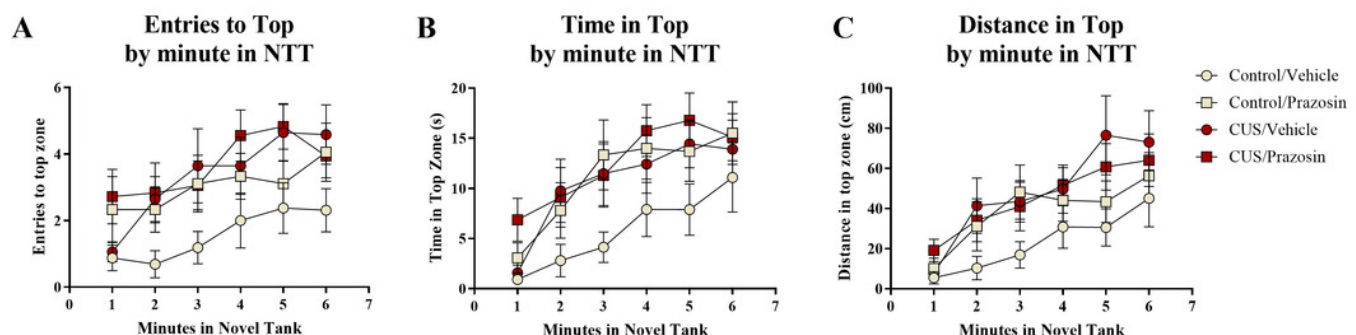 A
Entries to Top
by minute in NTT
Entries to top zone
6
4
2
0
0 1 2 3 4 5 6 7
Minutes in Novel Tank
B
Time in Top
by minute in NTT
Time in Top Zone (s)
20
15
10
5
0
0 1 2 3 4 5 6 7
Minutes in Novel Tank
C
Distance in Top
by minute in NTT
Distance in top zone (cm)
100
80
60
40
20
0
0 1 2 3 4 5 6 7
Minutes in Novel Tank
Control/Vehicle
Control/Prazosin
CUS/Vehicle
CUS/Prazosin